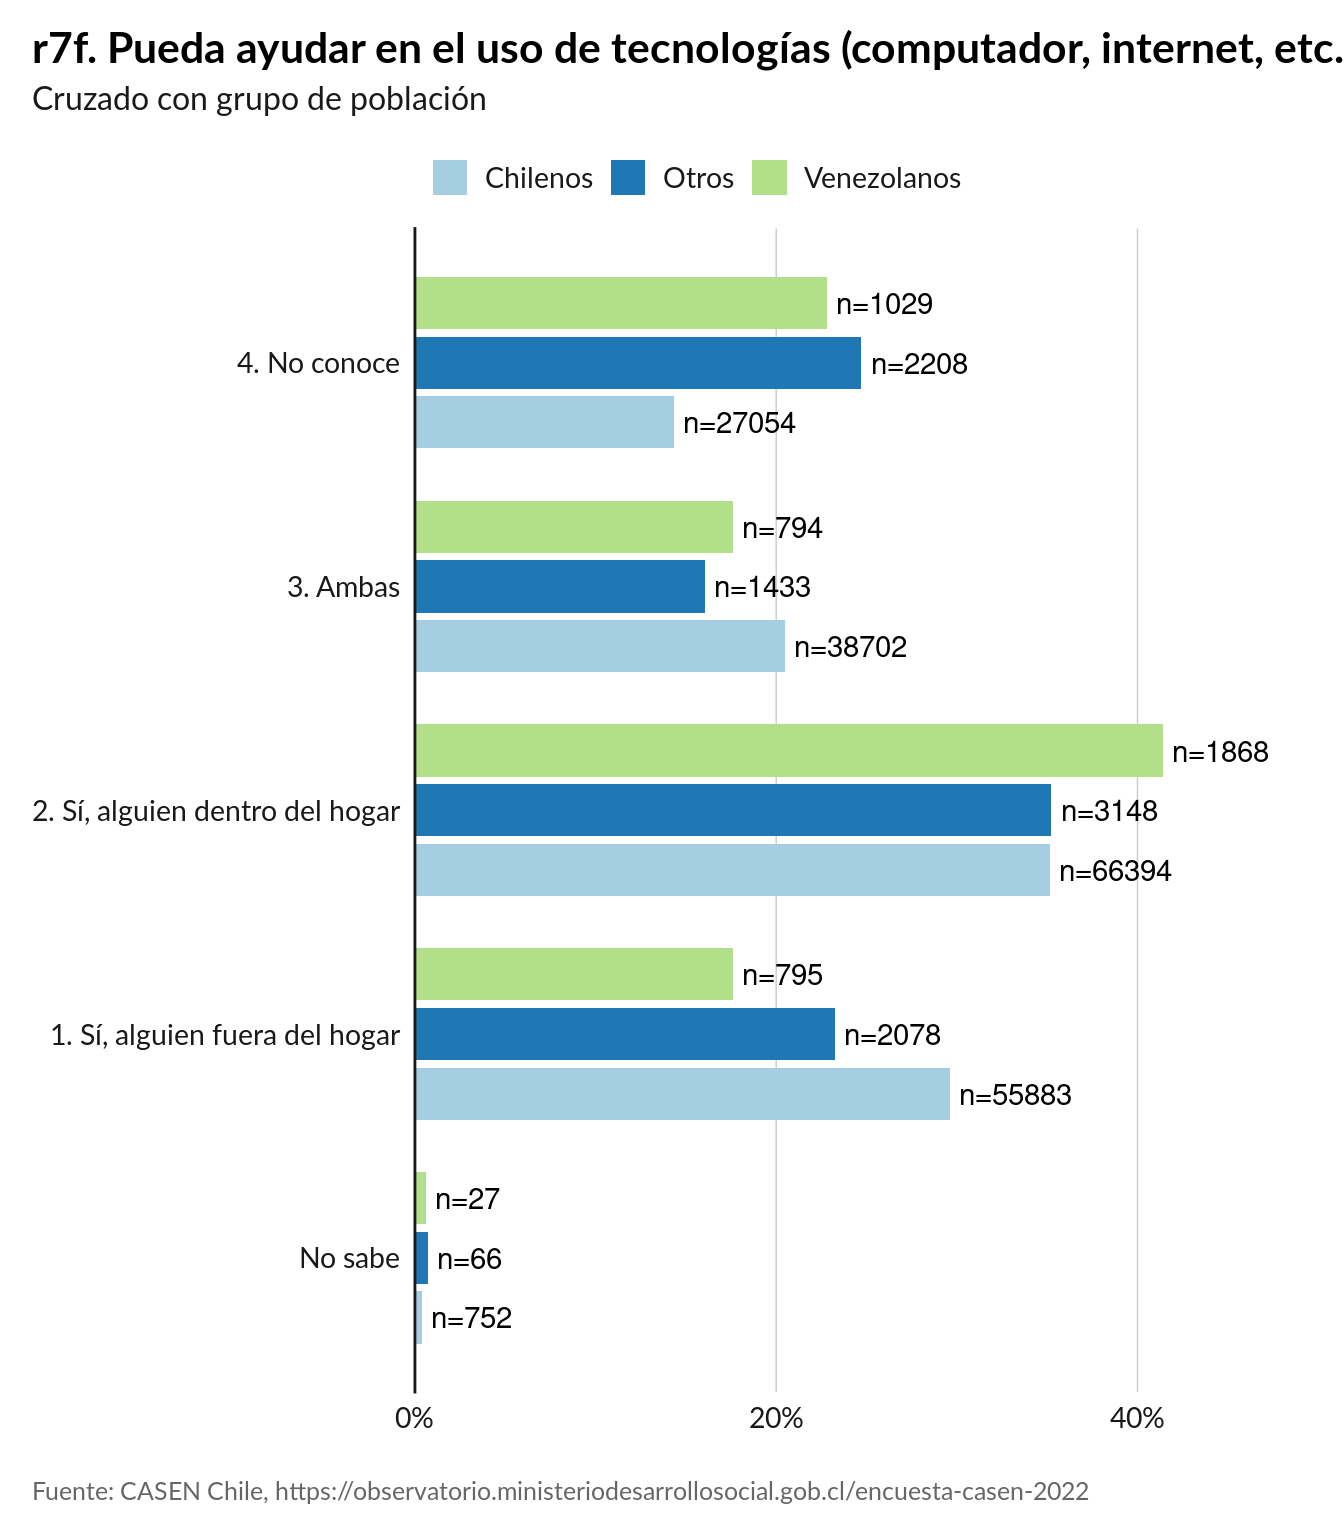 r7f. Pueda ayudar en el uso de tecnologías (computador, internet, etc.
Cruzado con grupo de población
Chilenos Otros Venezolanos
n=1029
4. No conoce n=2208
n=27054
n=794
3. Ambas n=1433
n=38702
n=1868
2. Sí, alguien dentro del hogar n=3148
n=66394
n=795
1. Sí, alguien fuera del hogar n=2078
n=55883
n=27
No sabe n=66
n=752
0% 20% 40%
Fuente: CASEN Chile, https://observatorio.ministeriodesarrollosocial.gob.cl/encuesta-casen-2022